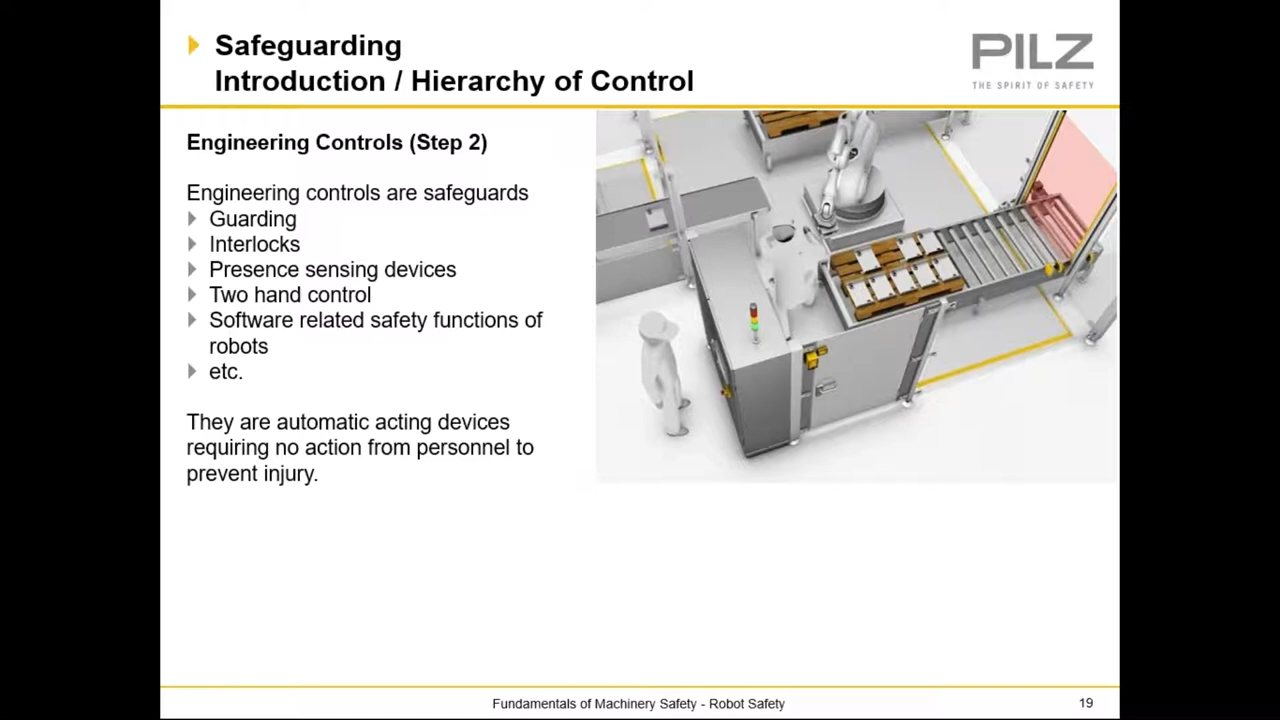 Safeguarding
Introduction / Hierarchy of Control
PILZ
THE SPIRIT OF SAFETY
Engineering Controls (Step 2)
Engineering controls are safeguards
Guarding
Interlocks
Presence sensing devices
Two hand control
Software related safety functions of
robots
etc.
They are automatic acting devices
requiring no action from personnel to
prevent injury.
Fundamentals of Machinery Safety - Robot Safety
19